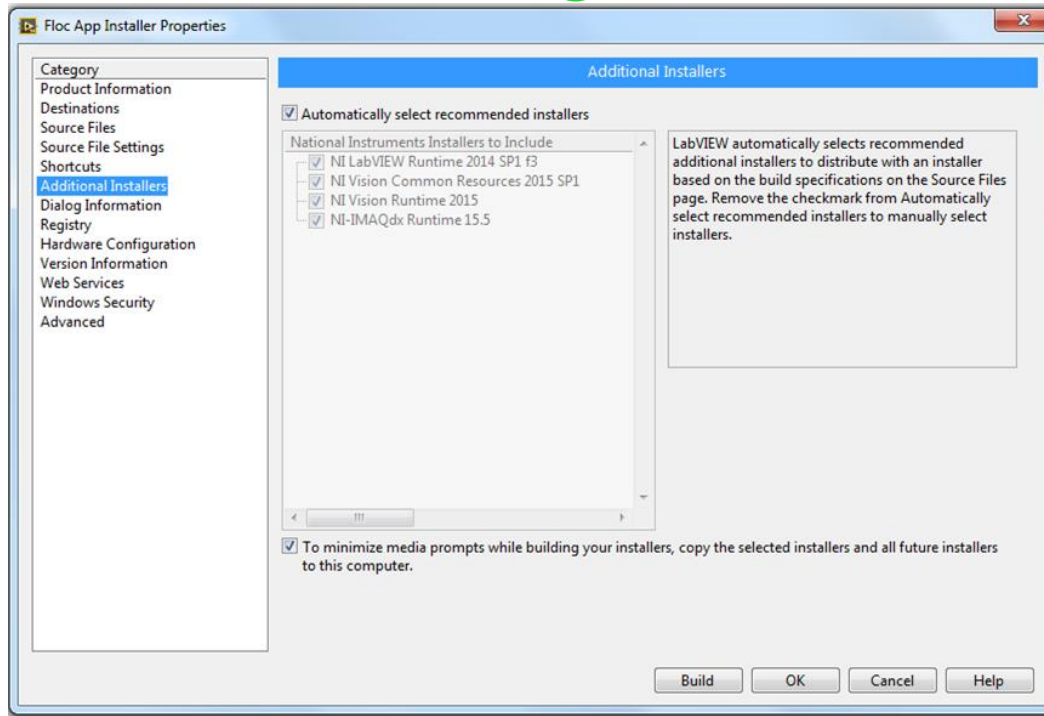 Floc App Installer Properties
Category
Product Information
Destinations
Source Files
Source File Settings
Shortcuts
Additional Installers
Dialog Information
Registry
Hardware Configuration
Version Information
Web Services
Windows Security
Advanced
Additional Installers
Automatically select recommended installers
National Instruments Installers to Include
NI LabVIEW Runtime 2014 SP1 f3
NI Vision Common Resources 2015 SP1
NI Vision Runtime 2015
NI-IMAQdx Runtime 15.5
LabVIEW automatically selects recommended
additional installers to distribute with an installer
based on the build specifications on the Source Files
page. Remove the checkmark from Automatically
select recommended installers to manually select
installers.
To minimize media prompts while building your installers, copy the selected installers and all future installers
to this computer.
Build OK Cancel Help